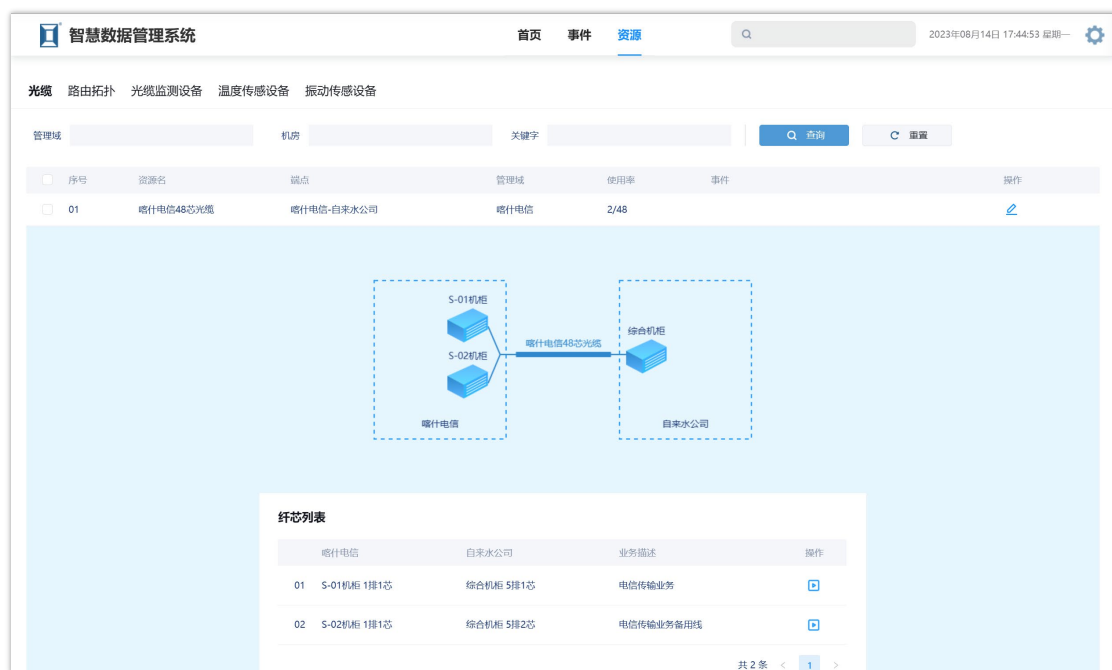 智慧数据管理系统 首页 事件 资源 2023年08月14日 17:44:53 星期一
光缆 路由拓扑 光缆监测设备 温度传感设备 振动传感设备
管理域 机房 关键字 查询 重置
序号 资源名 端点 管理域 使用率 事件 操作
01 喀什电信48芯光缆 喀什电信-自来水公司 喀什电信 2/48
S-01机柜
综合机柜
喀什电信48芯光缆
S-02机柜
喀什电信 自来水公司
纤芯列表
喀什电信 自来水公司 业务描述 操作
01 S-01机柜 1排1芯 综合机柜 5排1芯 电信传输业务
02 S-02机柜 1排1芯 综合机柜 5排2芯 电信传输业务备用线
共 2 条 < 1 >